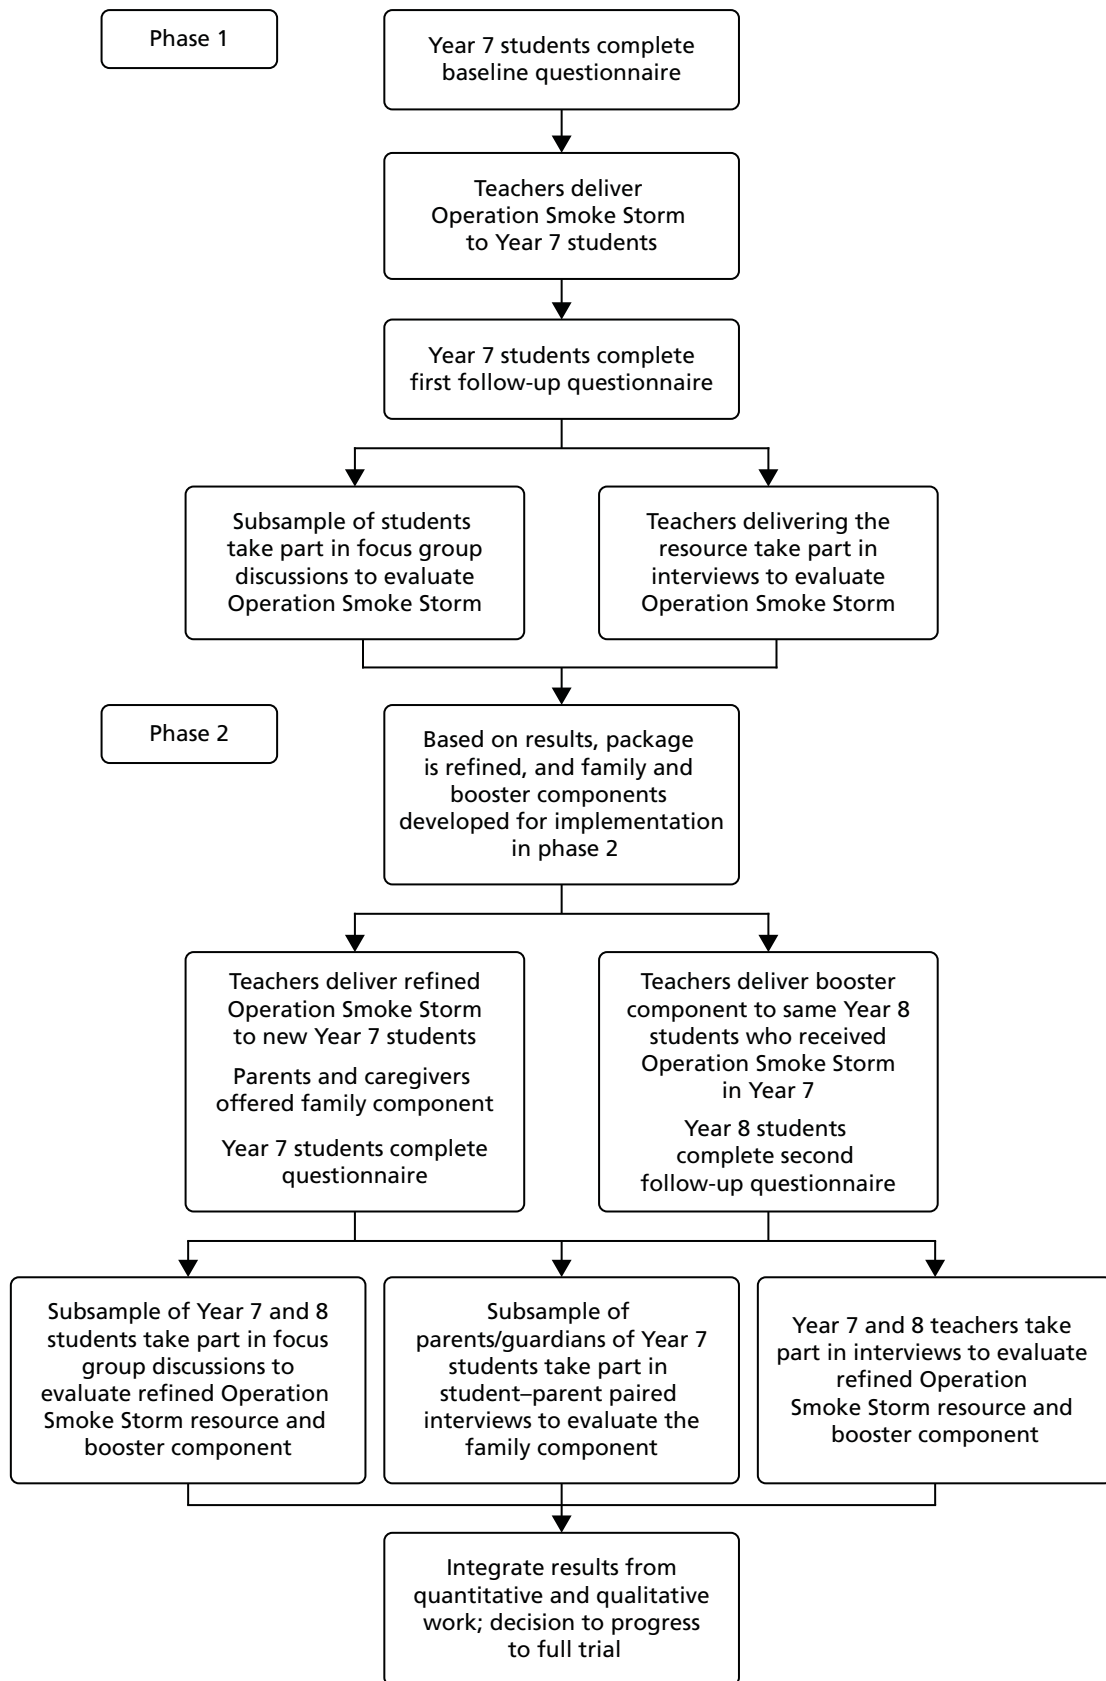 Phase 1
Year 7 students complete
baseline questionnaire
Teachers deliver
Operation Smoke Storm
to Year 7 students
Year 7 students complete
first follow-up questionnaire
Subsample of students
take part in focus group
discussions to evaluate
Operation Smoke Storm
Teachers delivering the
resource take part in
interviews to evaluate
Operation Smoke Storm
Phase 2
Based on results, package
is refined, and family and
booster components
developed for implementation
in phase 2
Teachers deliver refined
Operation Smoke Storm
to new Year 7 students
Parents and caregivers
offered family component
Year 7 students complete
questionnaire
Teachers deliver booster
component to same Year 8
students who received
Operation Smoke Storm
in Year 7
Year 8 students
complete second
follow-up questionnaire
Subsample of Year 7 and 8
students take part in focus
group discussions to
evaluate refined Operation
Smoke Storm resource and
booster component
Subsample of
parents/guardians of Year 7
students take part in
student–parent paired
interviews to evaluate the
family component
Year 7 and 8 teachers take
part in interviews to evaluate
refined Operation
Smoke Storm resource and
booster component
Integrate results from
quantitative and qualitative
work; decision to progress
to full trial